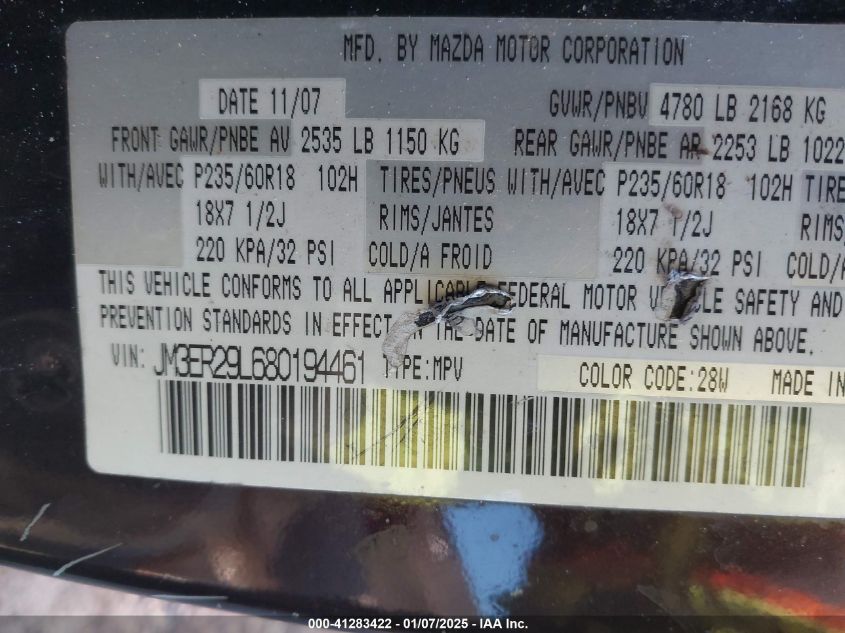 MFD. BY MAZDA MOTOR CORPORATION
DATE 11/07 GVWR/PNBV 4780 LB 2168 KG
FRONT GAWR/PNBE AV 2535 LB 1150 KG REAR GAWR/PNBE AR 2253 LB 1022
WITH/AVEC P235/60R18 102H TIRES/PNEUS WITH/AVEC P235/60R18 102H TIRE
18X7 1/2J RIMS/JANTES 18X7 1/2J RIMS
220 KPA/32 PSI COLD/A FROID 220 KPA/32 PSI COLD/A
THIS VEHICLE CONFORMS TO ALL APPLICABLE FEDERAL MOTOR VEHICLE SAFETY AND
PREVENTION STANDARDS IN EFFECT ON THE DATE OF MANUFACTURE SHOWN ABOVE.
VIN: JM3ER29L680194461 TYPE:MPV COLOR CODE:28W MADE IN
000-41283422 - 01/07/2025 - IAA Inc.